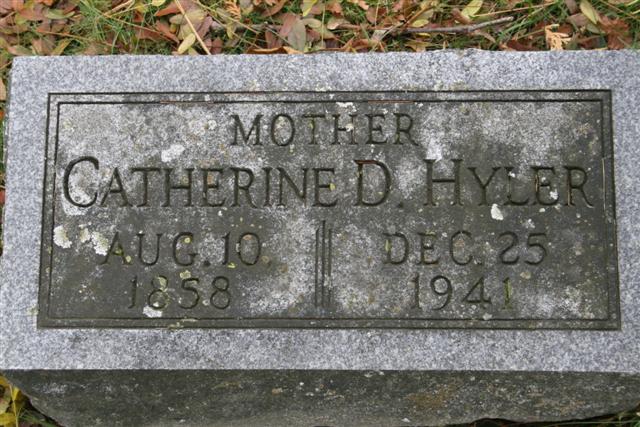 MOTHER
CATHERINE D. HYLER
AUG. 10 DEC. 25
1858 1941